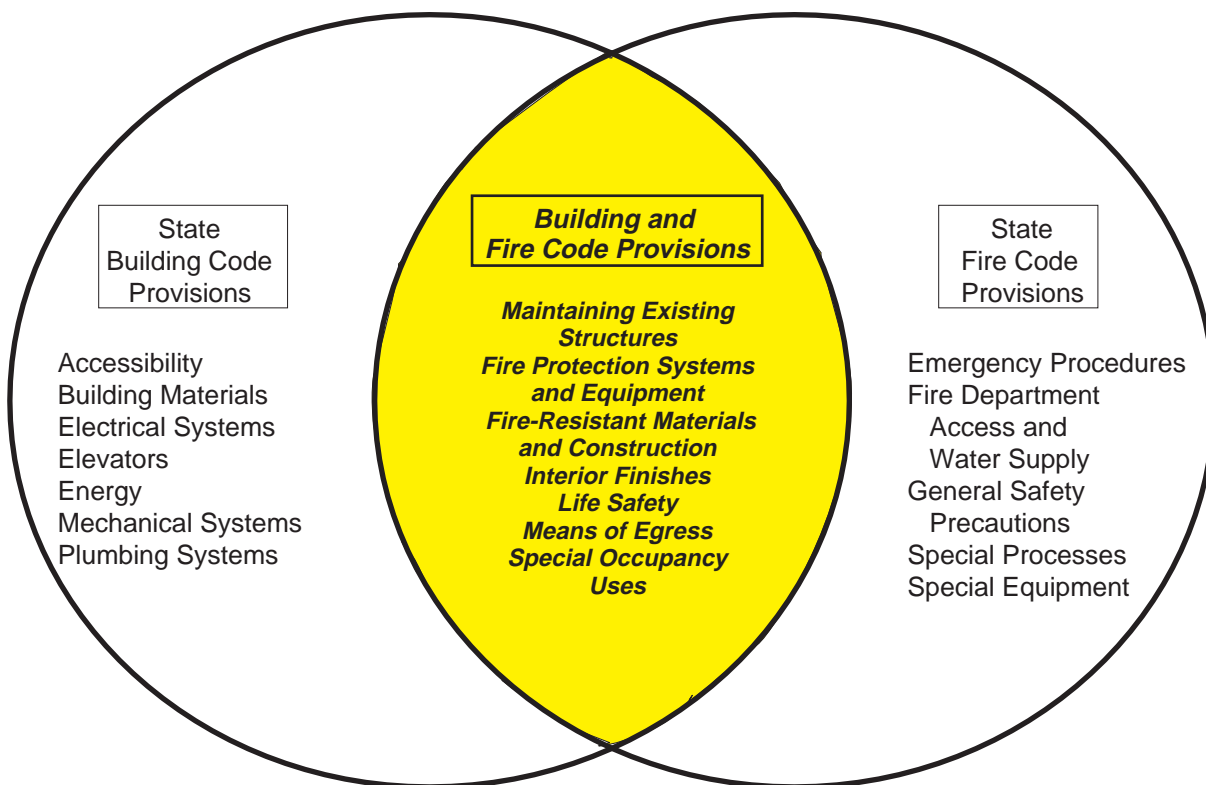 State
Building Code
Provisions
Accessibility
Building Materials
Electrical Systems
Elevators
Energy
Mechanical Systems
Plumbing Systems
Building and
Fire Code Provisions
Maintaining Existing
Structures
Fire Protection Systems
and Equipment
Fire-Resistant Materials
and Construction
Interior Finishes
Life Safety
Means of Egress
Special Occupancy
Uses
State
Fire Code
Provisions
Emergency Procedures
Fire Department
Access and
Water Supply
General Safety
Precautions
Special Processes
Special Equipment